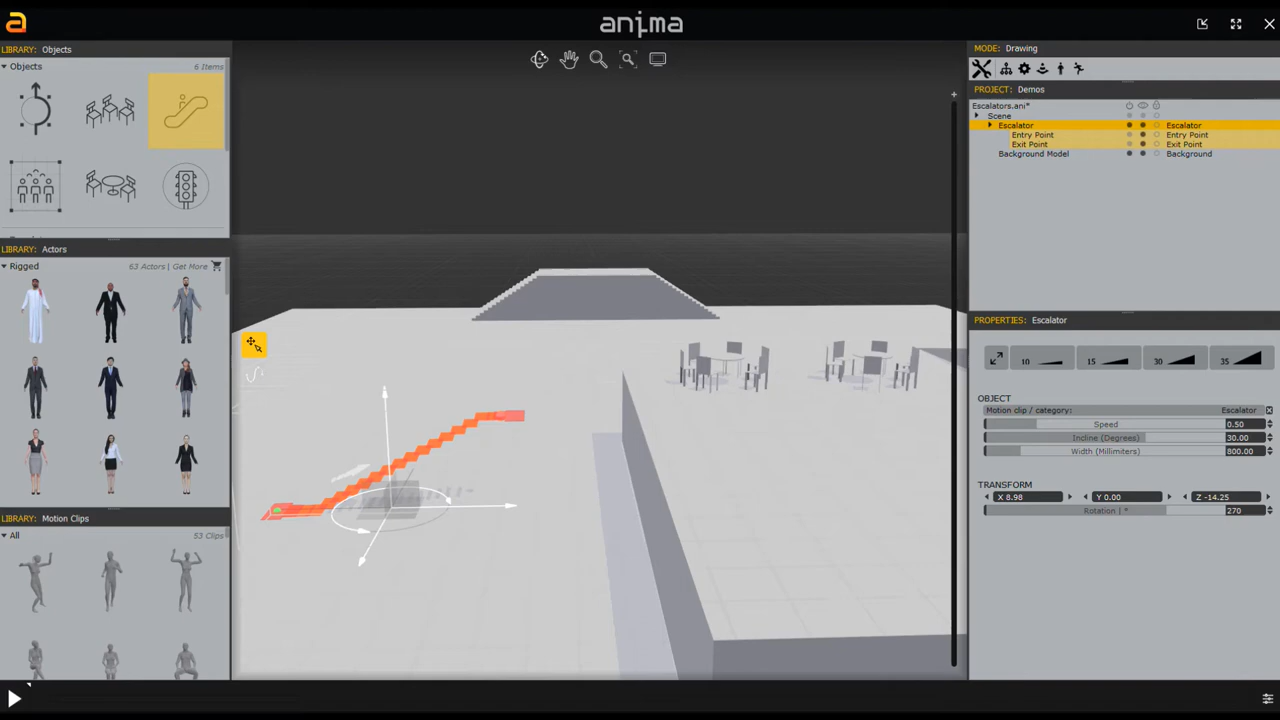 a
anima
LIBRARY: Objects
Objects
6 Items
LIBRARY: Actors
Rigged
63 Actors | Get More
LIBRARY: Motion Clips
All
53 Clips
MODE: Drawing
PROJECT: Demos
Escalators.ani*
Scene
Escalator Escalator
Entry Point Entry Point
Exit Point Exit Point
Background Model Background
PROPERTIES: Escalator
10 15 30 35
OBJECT
Motion clip / category: Escalator
Speed 0.50
Incline (Degrees) 30.00
Width (Millimiters) 800.00
TRANSFORM
X 8.98 Y 0.00 Z -14.25
Rotation | ° 270